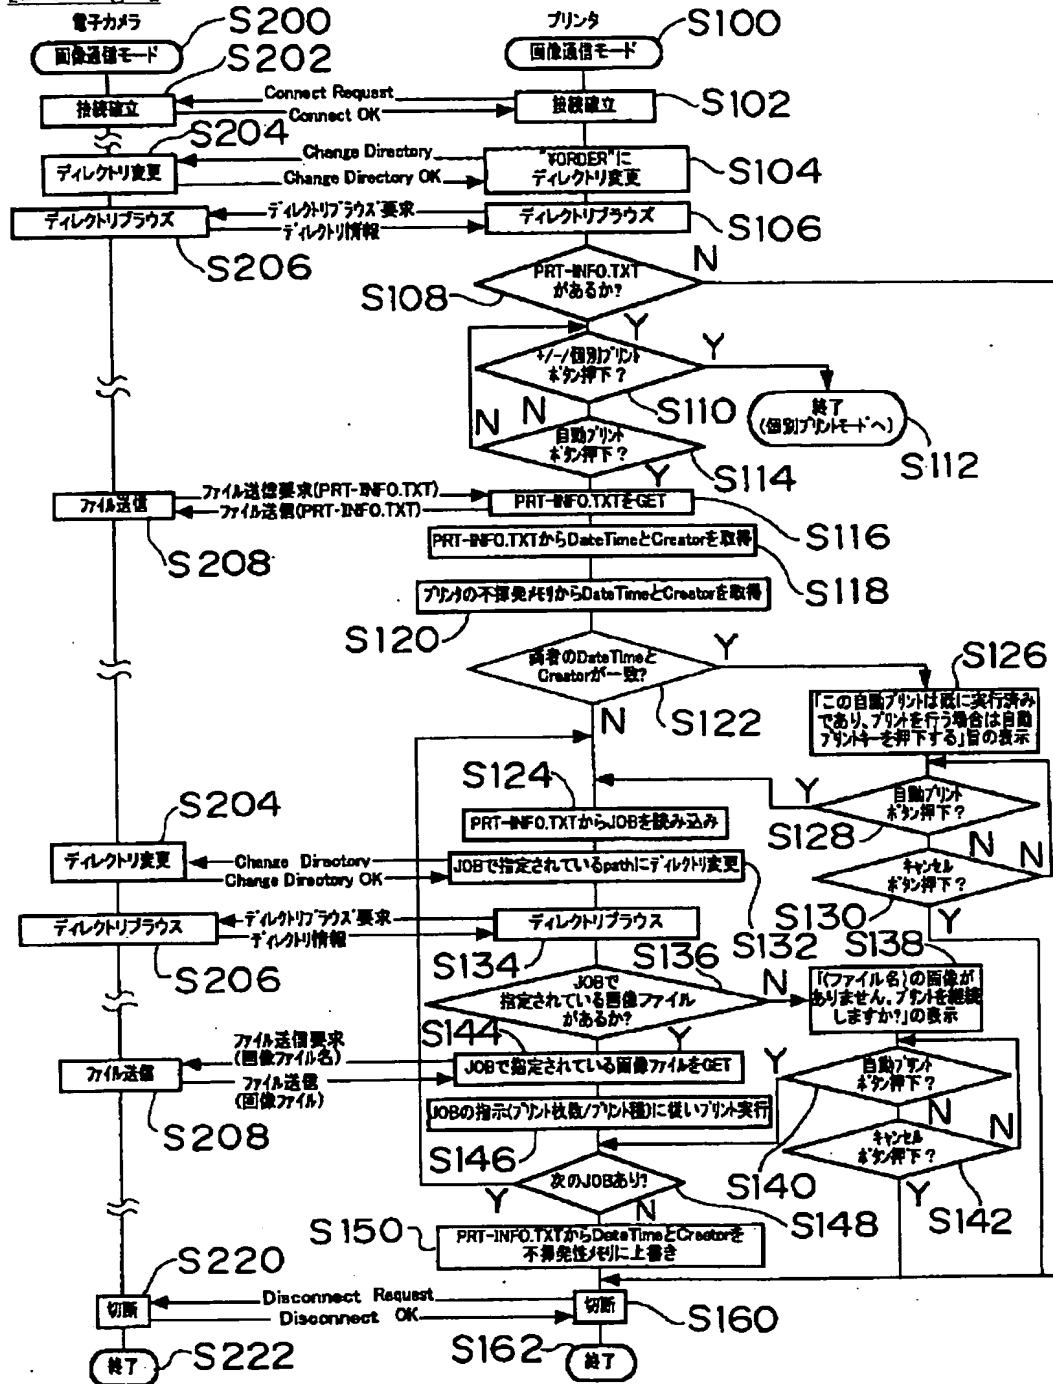 電子カメラ
プリンタ
S200
S100
画像通信モード
画像通信モード
S202
接続確立
Connect Request
Connect OK
接続確立
S102
S204
ディレクトリ変更
Change Directory
Change Directory OK
"¥ORDER"に
ディレクトリ変更
S104
ディレクトリブラウズ
ディレクトリブラウズ要求
ディレクトリ情報
ディレクトリブラウズ
S106
S206
PRT-INFO.TXT
があるか?
N
S108
Y
+/-/個別プリント
ボタン押下?
Y
S110
N
終了
(個別プリントモードへ)
S112
N
自動プリント
ボタン押下?
S114
Y
ファイル送信
ファイル送信要求(PRT-INFO.TXT)
ファイル送信(PRT-INFO.TXT)
PRT-INFO.TXTをGET
S116
S208
PRT-INFO.TXTからDateTimeとCreatorを取得
S118
プリンタの不揮発メモリからDateTimeとCreatorを取得
S120
両者のDateTimeと
Creatorが一致?
Y
S122
N
S126
「この自動プリントは既に実行済み
であり、プリントを行う場合は自動
プリントキーを押下する」旨の表示
S124
PRT-INFO.TXTからJOBを読み込み
Y
自動プリント
ボタン押下?
S128
N
S204
ディレクトリ変更
Change Directory
Change Directory OK
JOBで指定されているpathにディレクトリ変更
S132
キャンセル
ボタン押下?
N
S130
Y
ディレクトリブラウス
ディレクトリブラウズ要求
ディレクトリ情報
ディレクトリブラウス
S206
S134
S136
S138
JOBで
指定されている画像ファイル
があるか?
N
「(ファイル名)の画像が
ありません。プリントを継続
しますか?」の表示
S144
Y
ファイル送信
ファイル送信要求
(画像ファイル名)
ファイル送信
(画像ファイル)
JOBで指定されている画像ファイルをGET
Y
自動プリント
ボタン押下?
S140
N
S208
JOBの指示(プリント枚数/プリント種)に従いプリント実行
S146
キャンセル
ボタン押下?
N
S142
Y
次のJOBあり?
Y
N
S148
S150
PRT-INFO.TXTからDateTimeとCreatorを
不揮発性メモリに上書き
S220
切断
Disconnect Request
Disconnect OK
切断
S160
終了
S222
S162
終了